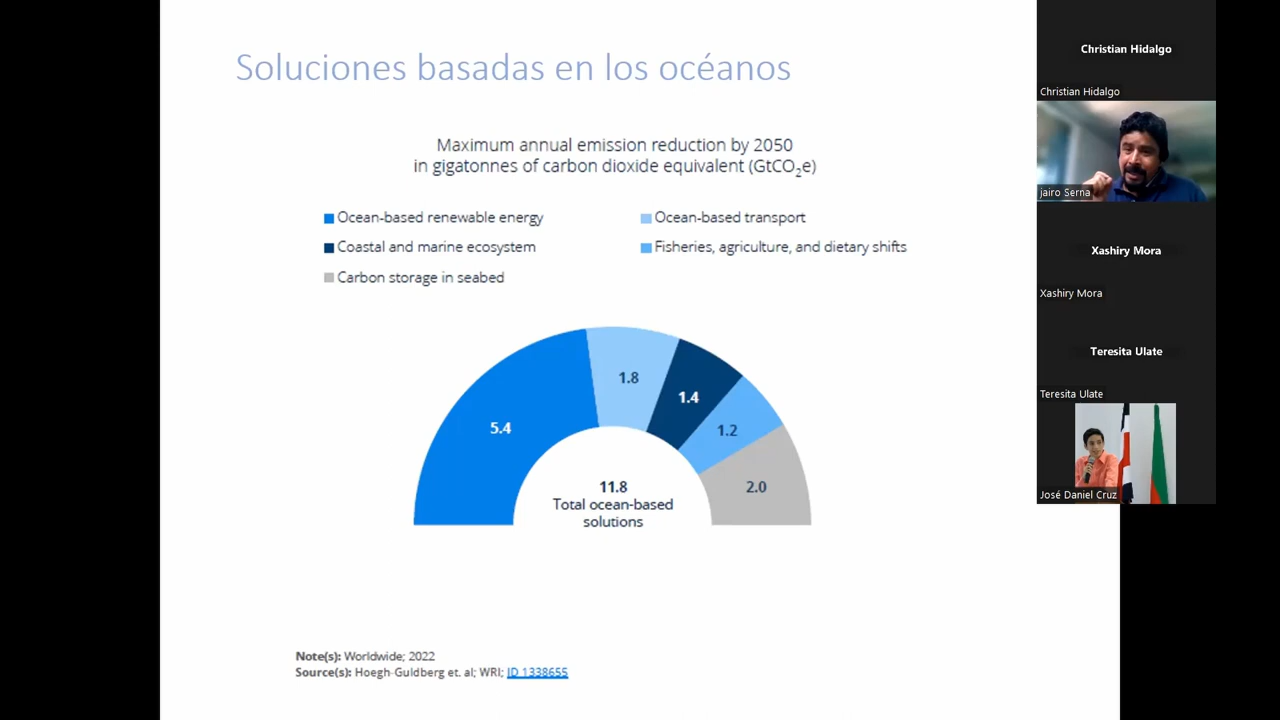 Soluciones basadas en los océanos
Maximum annual emission reduction by 2050
in gigatonnes of carbon dioxide equivalent (GtCO₂e)
Ocean-based renewable energy
Ocean-based transport
Coastal and marine ecosystem
Fisheries, agriculture, and dietary shifts
Carbon storage in seabed
5.4
1.8
1.4
1.2
2.0
11.8
Total ocean-based
solutions
Note(s): Worldwide; 2022
Source(s): Hoegh-Guldberg et. al; WRI; ID 1338655
Christian Hidalgo
Christian Hidalgo
jairo Serna
Xashiry Mora
Xashiry Mora
Teresita Ulate
Teresita Ulate
José Daniel Cruz